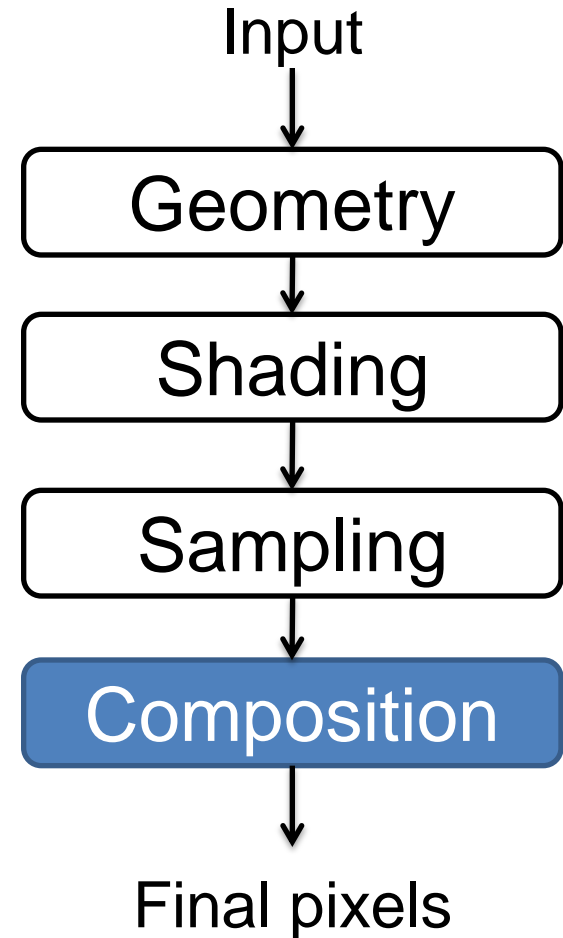 Input
Geometry
Shading
Sampling
Composition
Final pixels